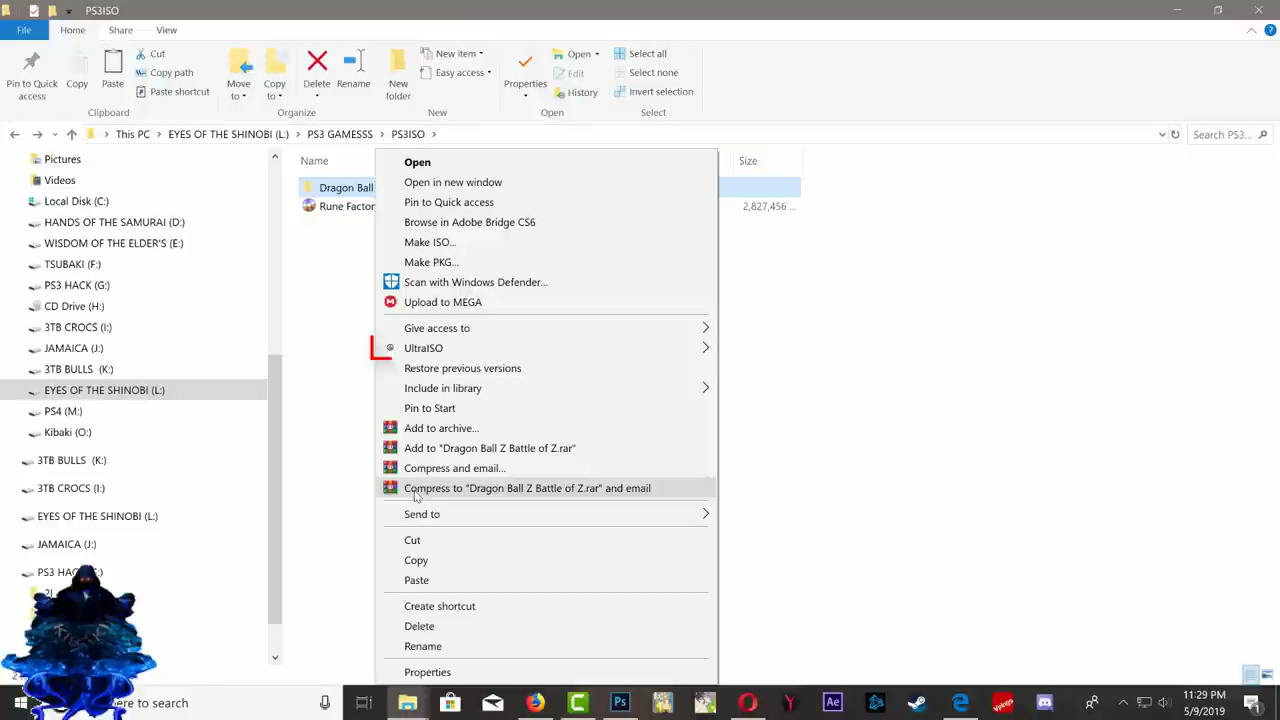 PS3ISO
File
Home
Share
View
Pin to Quick access
Copy
Paste
Cut
Copy path
Paste shortcut
Move to
Copy to
Delete
Rename
New folder
New item
Easy access
Properties
Open
Edit
History
Select all
Select none
Invert selection
Clipboard
Organize
New
Open
Select
This PC
EYES OF THE SHINOBI (L:)
PS3 GAMESSS
PS3ISO
Search PS3...
Pictures
Videos
Local Disk (C:)
HANDS OF THE SAMURAI (D:)
WISDOM OF THE ELDER'S (E:)
TSUBAKI (F:)
PS3 HACK (G:)
CD Drive (H:)
3TB CROCS (I:)
JAMAICA (J:)
3TB BULLS (K:)
EYES OF THE SHINOBI (L:)
PS4 (M:)
Kibaki (O:)
3TB BULLS (K:)
3TB CROCS (I:)
EYES OF THE SHINOBI (L:)
JAMAICA (J:)
Name
Size
Dragon Ball
Rune Factor
2,827,456 ...
Open
Open in new window
Pin to Quick access
Browse in Adobe Bridge CS6
Make ISO...
Make PKG...
Scan with Windows Defender...
Upload to MEGA
Give access to
UltraISO
Restore previous versions
Include in library
Pin to Start
Add to archive...
Add to "Dragon Ball Z Battle of Z.rar"
Compress and email...
Compress to "Dragon Ball Z Battle of Z.rar" and email
Send to
Cut
Copy
Paste
Create shortcut
Delete
Rename
Properties
here to search
Ps
Ae
11:29 PM
5/9/2019